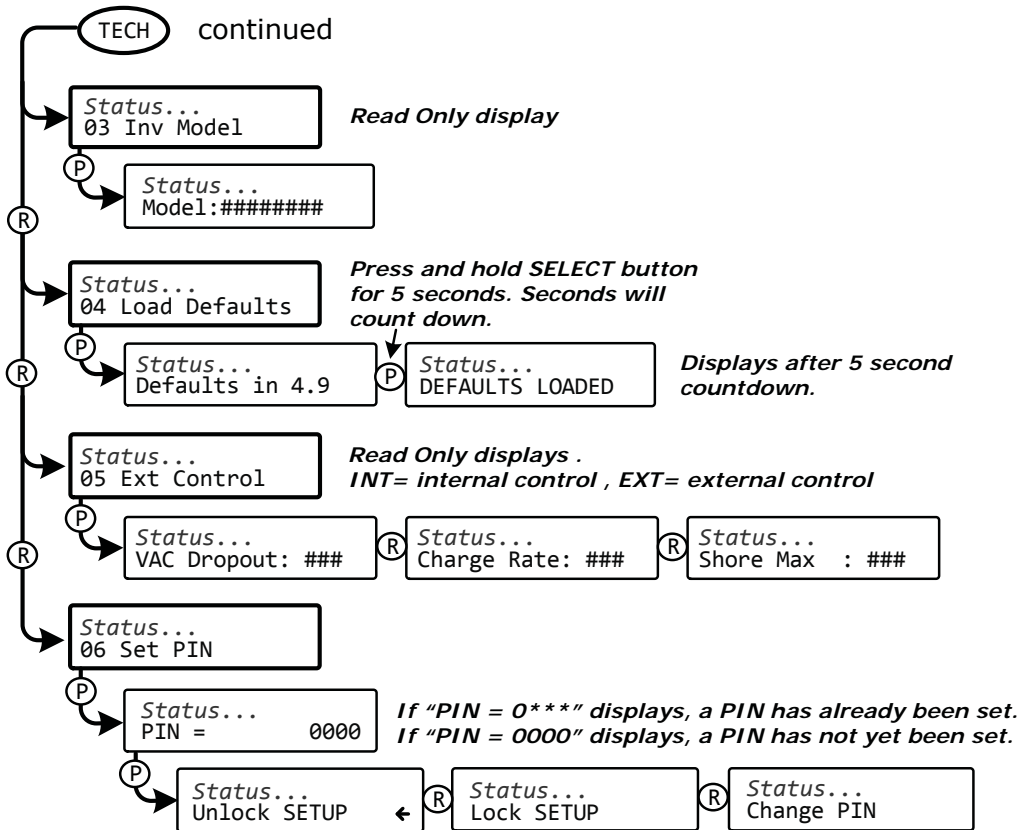 TECH continued
Status...
03 Inv Model
Read Only display
P
Status...
Model:########
R
Status...
04 Load Defaults
Press and hold SELECT button
for 5 seconds. Seconds will
count down.
P
Status...
Defaults in 4.9
P
Status...
DEFAULTS LOADED
Displays after 5 second
countdown.
R
Status...
05 Ext Control
Read Only displays .
INT= internal control , EXT= external control
P
Status...
VAC Dropout: ###
R
Status...
Charge Rate: ###
R
Status...
Shore Max  : ###
R
Status...
06 Set PIN
P
Status...
PIN =       0000
If “PIN = 0***” displays, a PIN has already been set.
If “PIN = 0000” displays, a PIN has not yet been set.
P
Status...
Unlock SETUP   ←
R
Status...
Lock SETUP
R
Status...
Change PIN